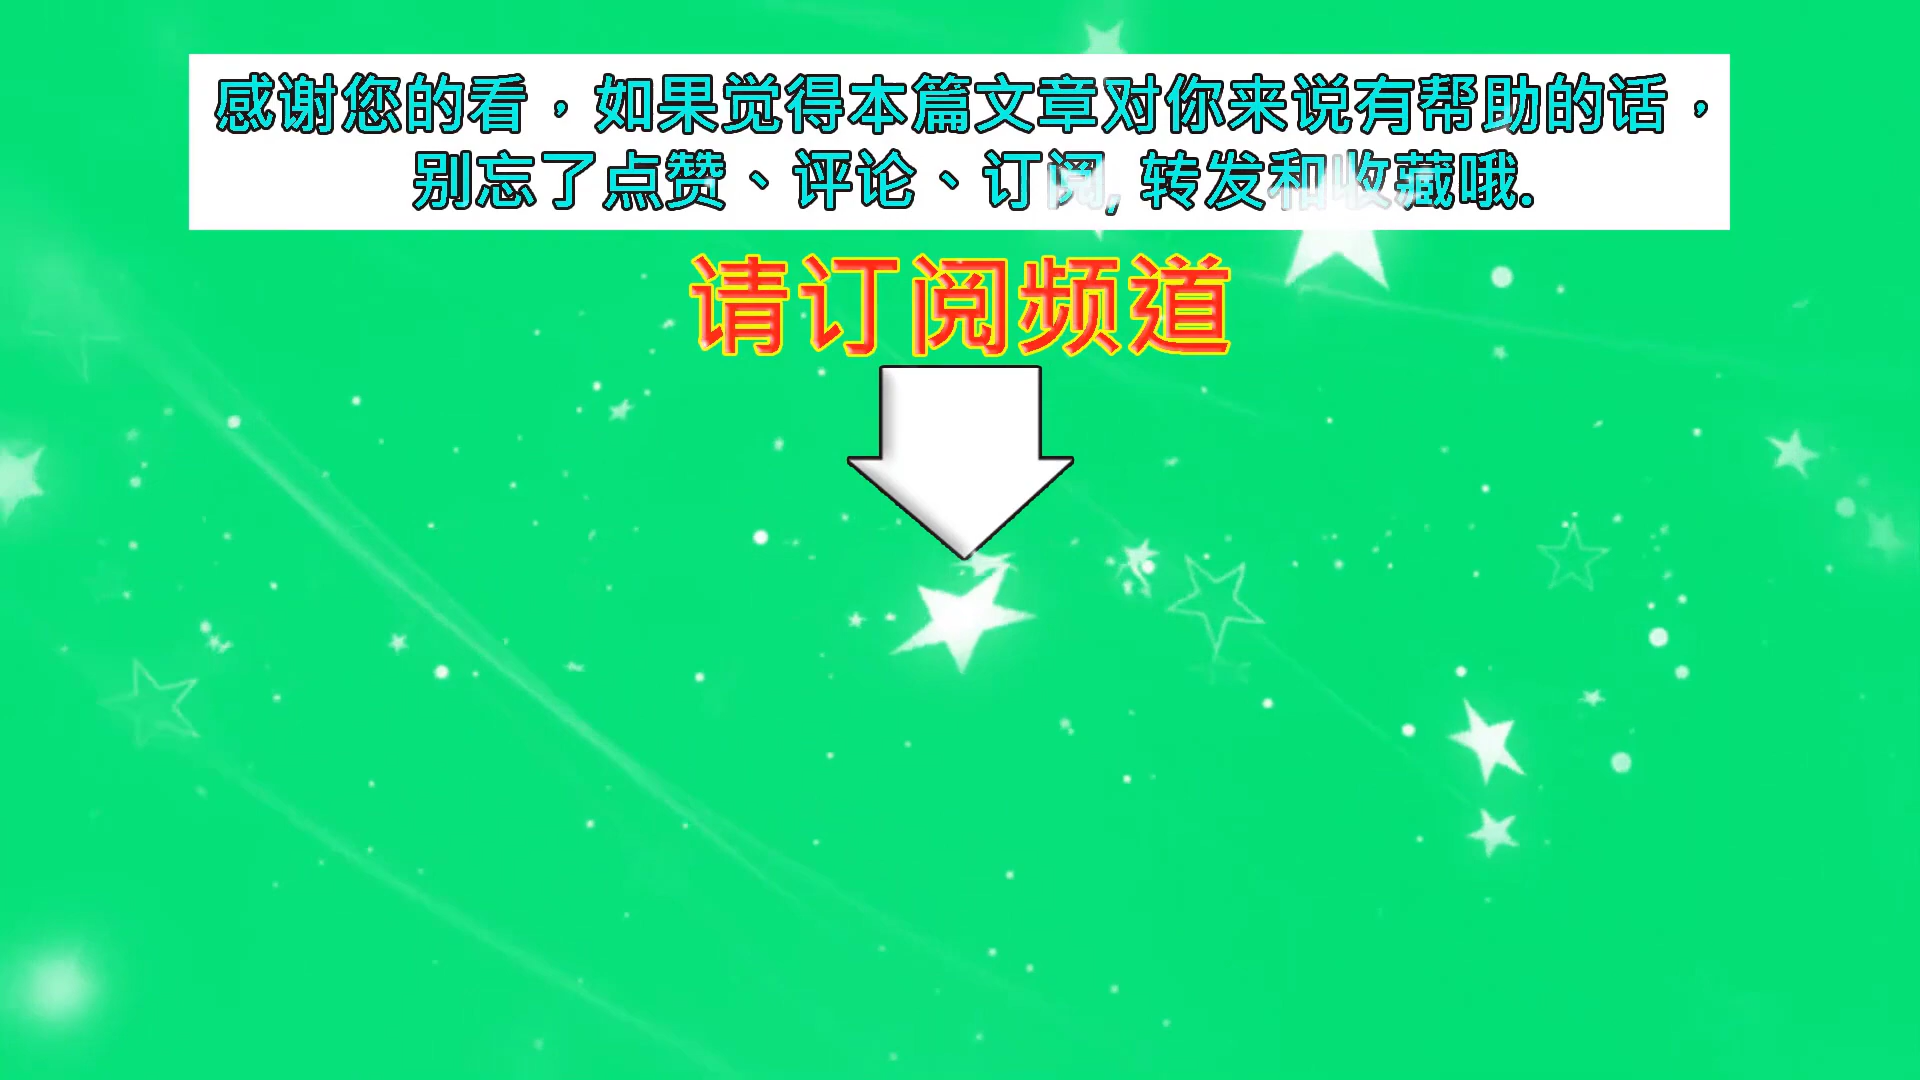 感谢您的看，如果觉得本篇文章对你来说有帮助的话，
别忘了点赞、评论、订阅, 转发和收藏哦.
请订阅频道